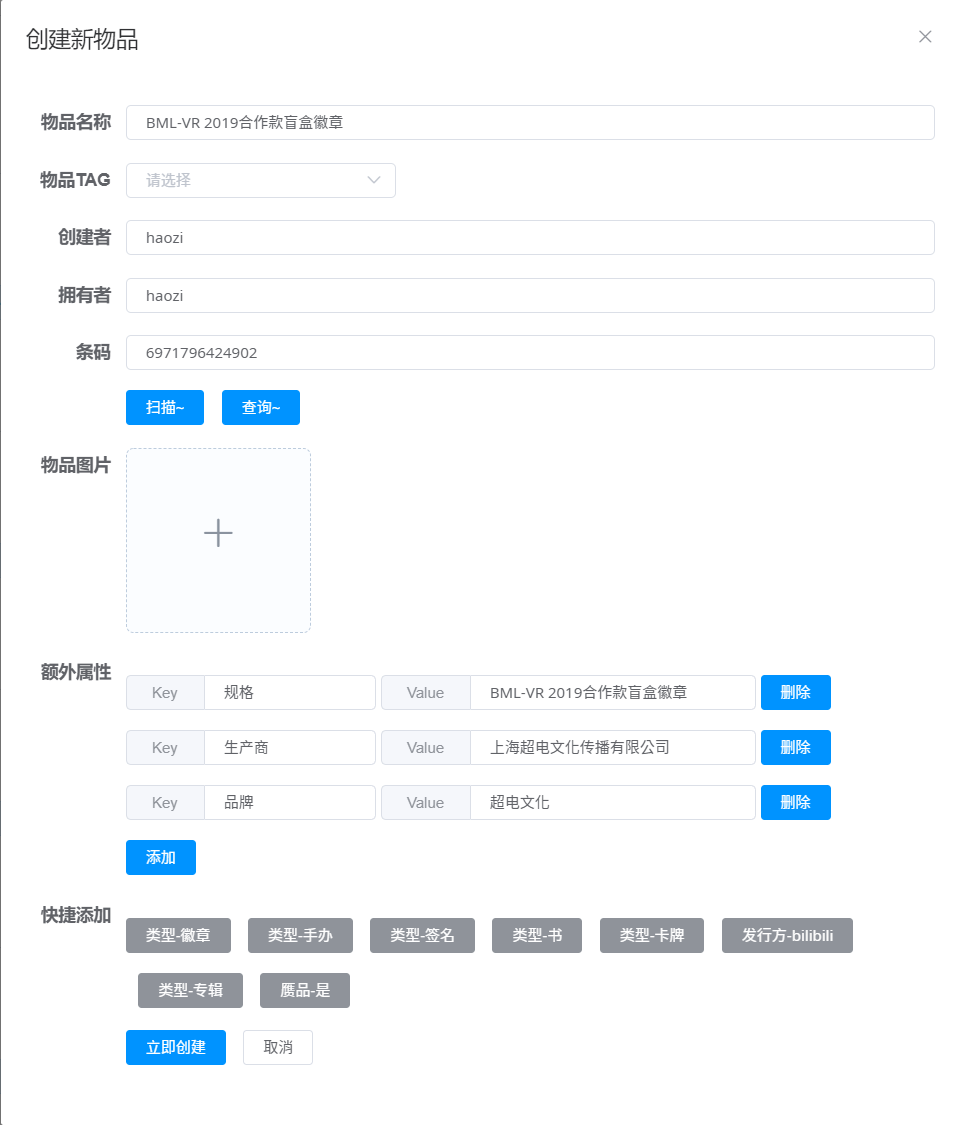 创建新物品
物品名称 BML-VR 2019合作款盲盒徽章
物品TAG 请选择
创建者 haozi
拥有者 haozi
条码 6971796424902
扫描~ 查询~
物品图片
额外属性
Key 规格 Value BML-VR 2019合作款盲盒徽章 删除
Key 生产商 Value 上海超电文化传播有限公司 删除
Key 品牌 Value 超电文化 删除
添加
快捷添加
类型-徽章 类型-手办 类型-签名 类型-书 类型-卡牌 发行方-bilibili
类型-专辑 赝品-是
立即创建 取消